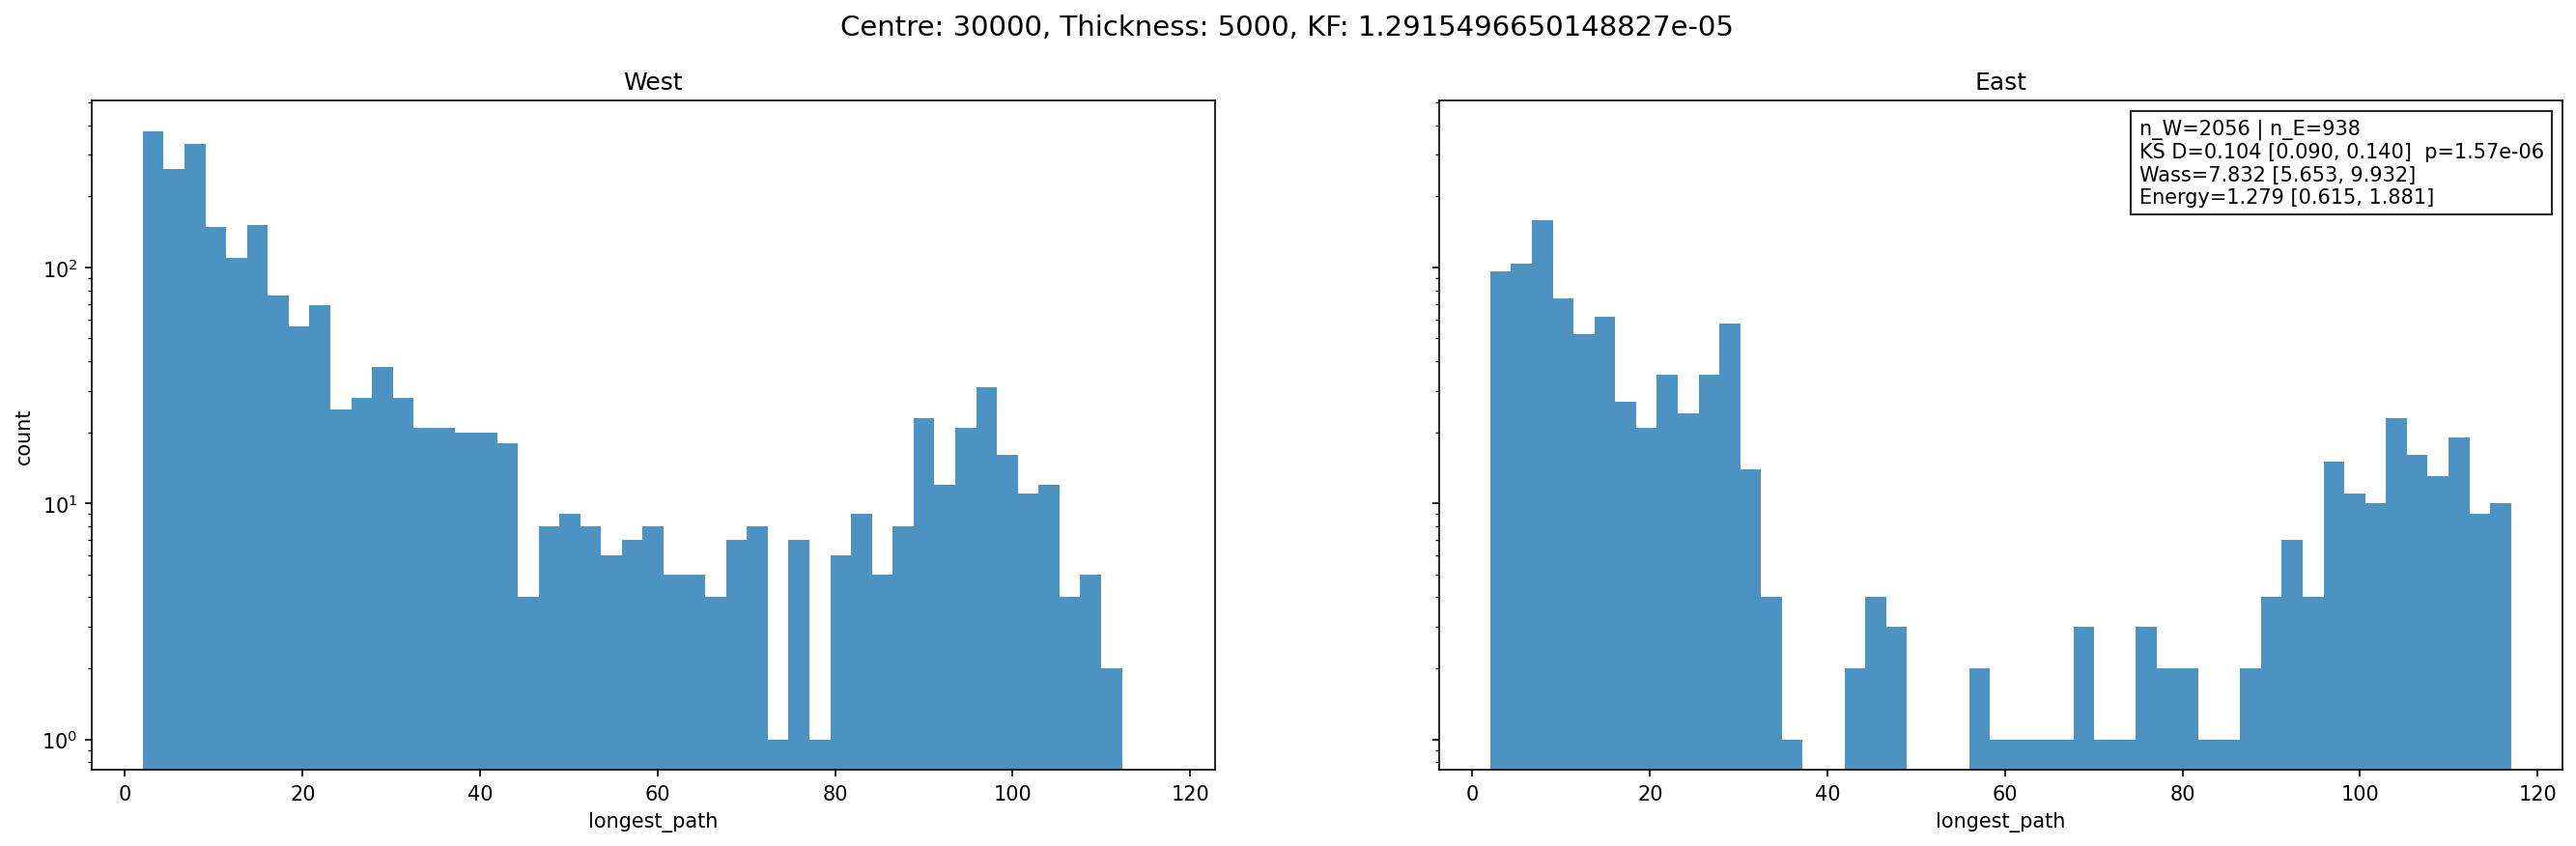 Centre: 30000, Thickness: 5000, KF: 1.2915496650148827e-05
West
East
n_W=2056 | n_E=938
KS D=0.104 [0.090, 0.140]  p=1.57e-06
Wass=7.832 [5.653, 9.932]
Energy=1.279 [0.615, 1.881]
count
10²
10¹
10⁰
0 20 40 60 80 100 120
longest_path
0 20 40 60 80 100 120
longest_path